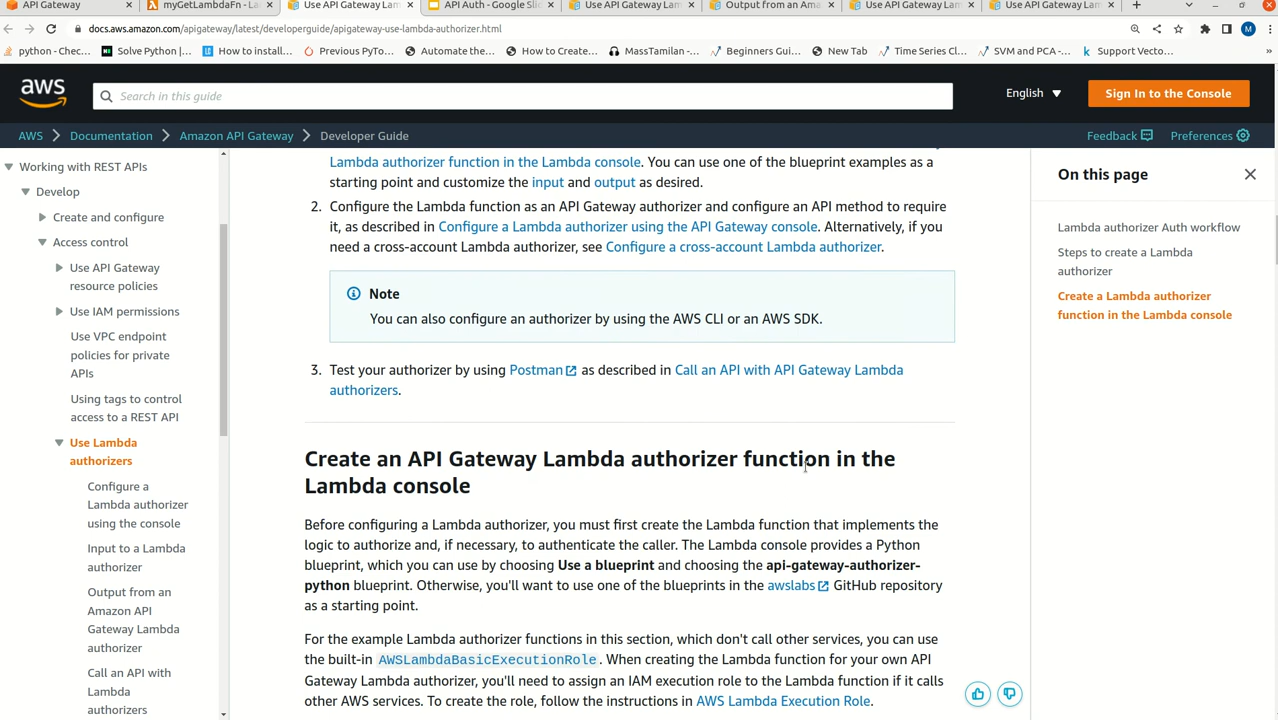 API Gateway
myGetLambdaFn - La
Use API Gateway Lam
API Auth - Google Slid
Use API Gateway Lam
Output from an Ama
Use API Gateway Lam
Use API Gateway Lam
docs.aws.amazon.com/apigateway/latest/developerguide/apigateway-use-lambda-authorizer.html
python - Chec...
Solve Python |...
How to install...
Previous PyTo...
Automate the...
How to Create...
MassTamilan -...
Beginners Gui...
New Tab
Time Series Cl...
SVM and PCA -...
Support Vecto...
aws
Search in this guide
English
Sign In to the Console
AWS
Documentation
Amazon API Gateway
Developer Guide
Feedback
Preferences
Working with REST APIs
Develop
Create and configure
Access control
Use API Gateway
resource policies
Use IAM permissions
Use VPC endpoint
policies for private
APIs
Using tags to control
access to a REST API
Use Lambda
authorizers
Configure a
Lambda authorizer
using the console
Input to a Lambda
authorizer
Output from an
Amazon API
Gateway Lambda
authorizer
Call an API with
Lambda
authorizers
Lambda authorizer function in the Lambda console. You can use one of the blueprint examples as a
starting point and customize the input and output as desired.
2. Configure the Lambda function as an API Gateway authorizer and configure an API method to require
it, as described in Configure a Lambda authorizer using the API Gateway console. Alternatively, if you
need a cross-account Lambda authorizer, see Configure a cross-account Lambda authorizer.
Note
You can also configure an authorizer by using the AWS CLI or an AWS SDK.
3. Test your authorizer by using Postman as described in Call an API with API Gateway Lambda
authorizers.
Create an API Gateway Lambda authorizer function in the
Lambda console
Before configuring a Lambda authorizer, you must first create the Lambda function that implements the
logic to authorize and, if necessary, to authenticate the caller. The Lambda console provides a Python
blueprint, which you can use by choosing Use a blueprint and choosing the api-gateway-authorizer-
python blueprint. Otherwise, you'll want to use one of the blueprints in the awslabs GitHub repository
as a starting point.
For the example Lambda authorizer functions in this section, which don't call other services, you can use
the built-in AWSLambdaBasicExecutionRole. When creating the Lambda function for your own API
Gateway Lambda authorizer, you'll need to assign an IAM execution role to the Lambda function if it calls
other AWS services. To create the role, follow the instructions in AWS Lambda Execution Role.
On this page
Lambda authorizer Auth workflow
Steps to create a Lambda
authorizer
Create a Lambda authorizer
function in the Lambda console